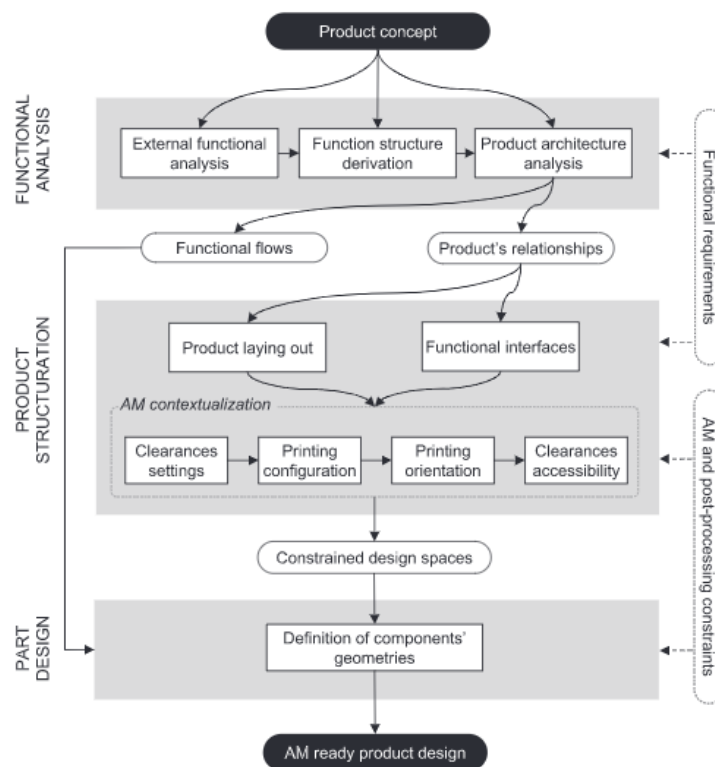 Product concept
FUNCTIONAL
ANALYSIS
External functional
analysis
Function structure
derivation
Product architecture
analysis
Functional requirements
Functional flows
Product's relationships
PRODUCT
STRUCTURATION
Product laying out
Functional interfaces
AM contextualization
Clearances
settings
Printing
configuration
Printing
orientation
Clearances
accessibility
AM and post-processing constraints
Constrained design spaces
PART
DESIGN
Definition of components'
geometries
AM ready product design